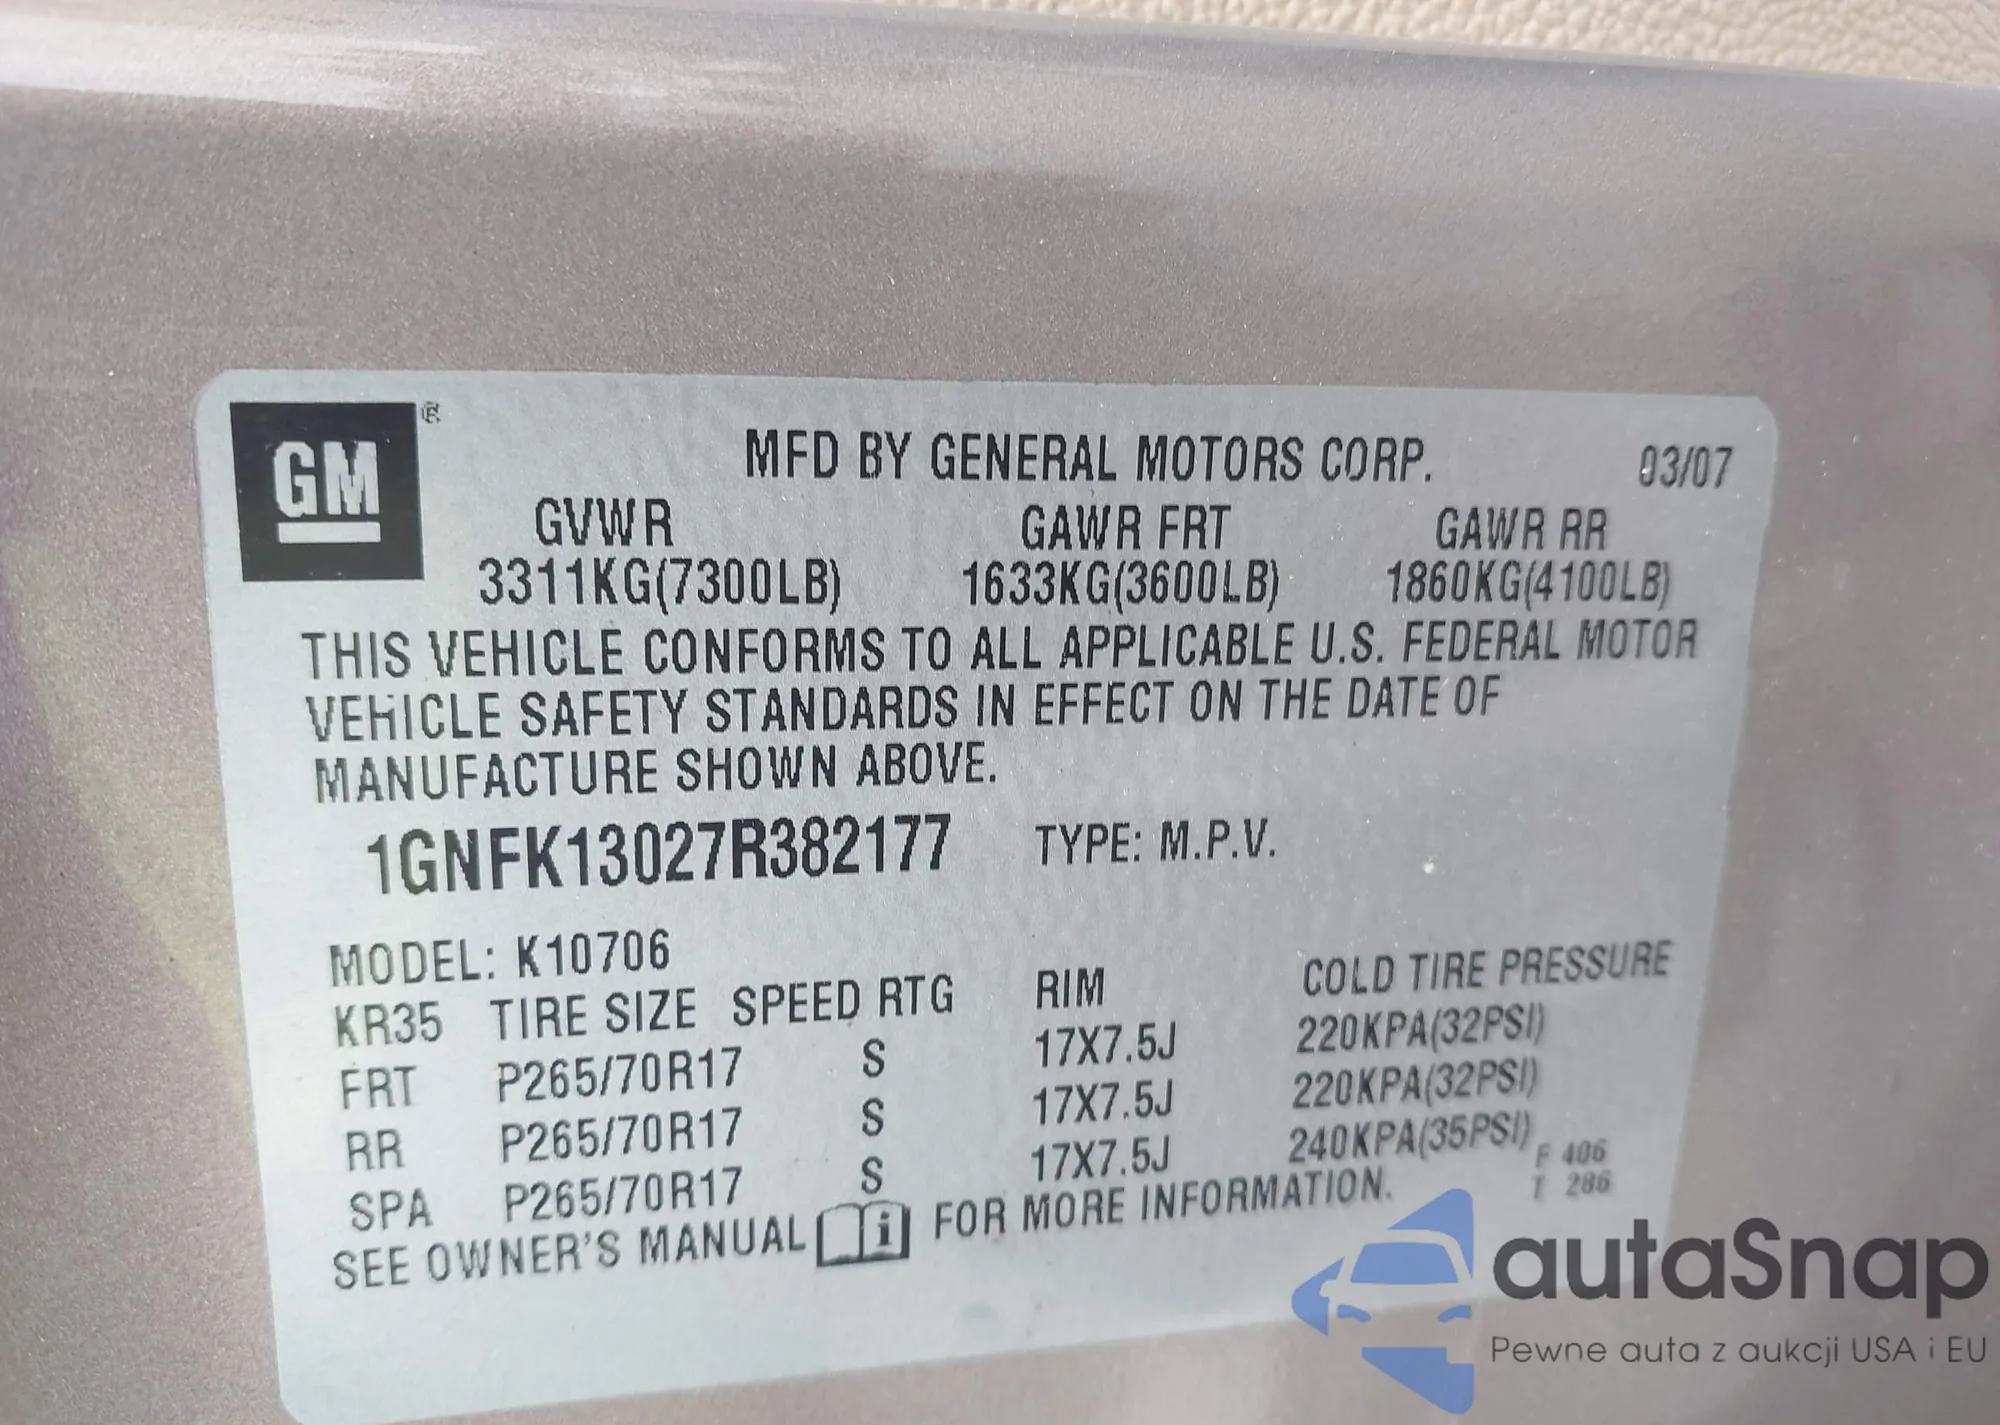 GM ®
MFD BY GENERAL MOTORS CORP. 03/07
GVWR GAWR FRT GAWR RR
3311KG(7300LB) 1633KG(3600LB) 1860KG(4100LB)
THIS VEHICLE CONFORMS TO ALL APPLICABLE U.S. FEDERAL MOTOR
VEHICLE SAFETY STANDARDS IN EFFECT ON THE DATE OF
MANUFACTURE SHOWN ABOVE.
1GNFK13027R382177 TYPE: M.P.V.
MODEL: K10706
KR35 TIRE SIZE SPEED RTG RIM COLD TIRE PRESSURE
FRT P265/70R17 S 17X7.5J 220KPA(32PSI)
RR P265/70R17 S 17X7.5J 220KPA(32PSI)
SPA P265/70R17 S 17X7.5J 240KPA(35PSI)
F 406
T 286
SEE OWNER'S MANUAL i FOR MORE INFORMATION.
autaSnap
Pewne auta z aukcji USA i EU